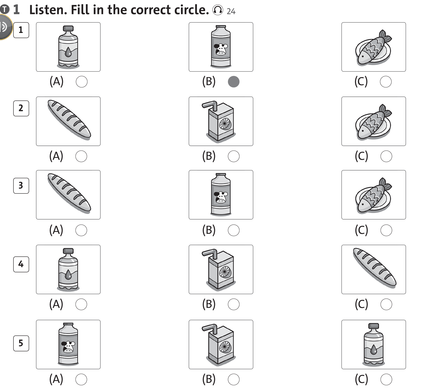 T 1 Listen. Fill in the correct circle. 24
1
(A) (B) (C)
2
(A) (B) (C)
3
(A) (B) (C)
4
(A) (B) (C)
5
(A) (B) (C)